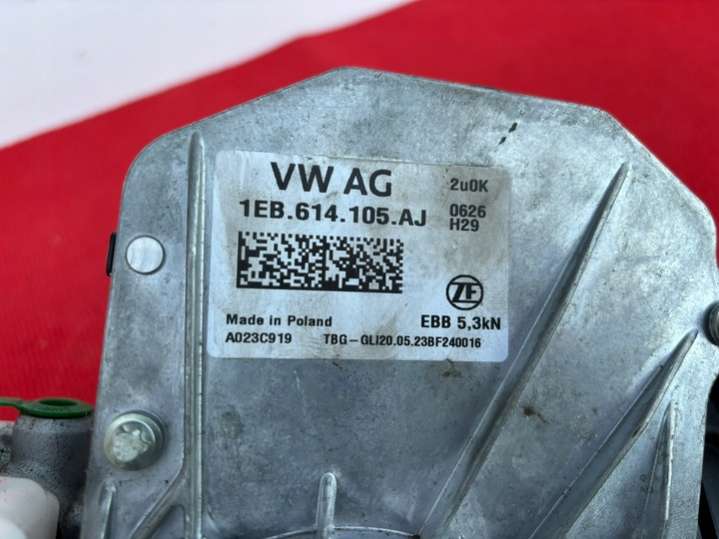 VW AG
2u0K
1EB.614.105.AJ
0626
H29
ZF
Made in Poland
EBB 5,3kN
A023C919
TBG-GLI20.05.23BF240016